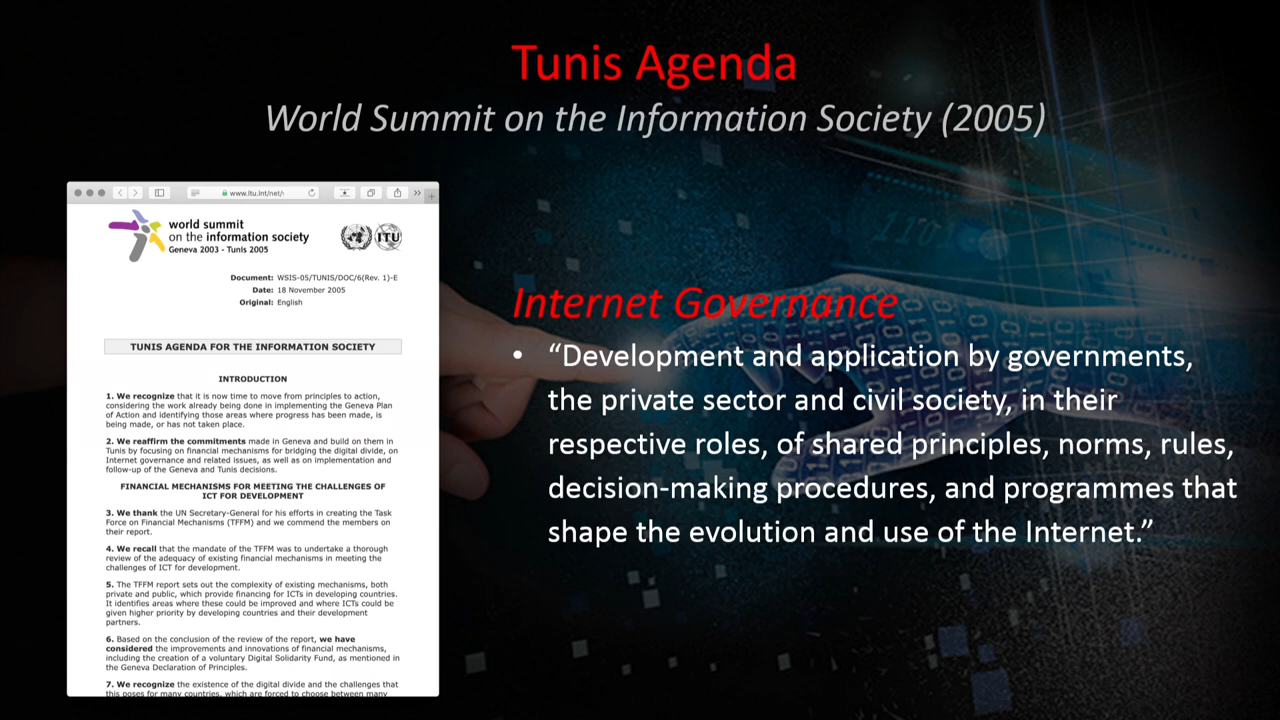 Tunis Agenda
World Summit on the Information Society (2005)
www.itu.int/net/
world summit
on the information society
Geneva 2003 - Tunis 2005
ITU
Document: WSIS-05/TUNIS/DOC/6(Rev. 1)-E
Date: 18 November 2005
Original: English
TUNIS AGENDA FOR THE INFORMATION SOCIETY
INTRODUCTION
1. We recognize that it is now time to move from principles to action,
considering the work already being done in implementing the Geneva Plan
of Action and identifying those areas where progress has been made, is
being made, or has not taken place.
2. We reaffirm the commitments made in Geneva and build on them in
Tunis by focusing on financial mechanisms for bridging the digital divide, on
Internet governance and related issues, as well as on implementation and
follow-up of the Geneva and Tunis decisions.
FINANCIAL MECHANISMS FOR MEETING THE CHALLENGES OF
ICT FOR DEVELOPMENT
3. We thank the UN Secretary-General for his efforts in creating the Task
Force on Financial Mechanisms (TFFM) and we commend the members on
their report.
4. We recall that the mandate of the TFFM was to undertake a thorough
review of the adequacy of existing financial mechanisms in meeting the
challenges of ICT for development.
5. The TFFM report sets out the complexity of existing mechanisms, both
private and public, which provide financing for ICTs in developing countries.
It identifies areas where these could be improved and where ICTs could be
given higher priority by developing countries and their development
partners.
6. Based on the conclusion of the review of the report, we have
considered the improvements and innovations of financial mechanisms,
including the creation of a voluntary Digital Solidarity Fund, as mentioned in
the Geneva Declaration of Principles.
7. We recognize the existence of the digital divide and the challenges that
this poses for many countries, which are forced to choose between many
Internet Governance
• “Development and application by governments,
the private sector and civil society, in their
respective roles, of shared principles, norms, rules,
decision-making procedures, and programmes that
shape the evolution and use of the Internet.”